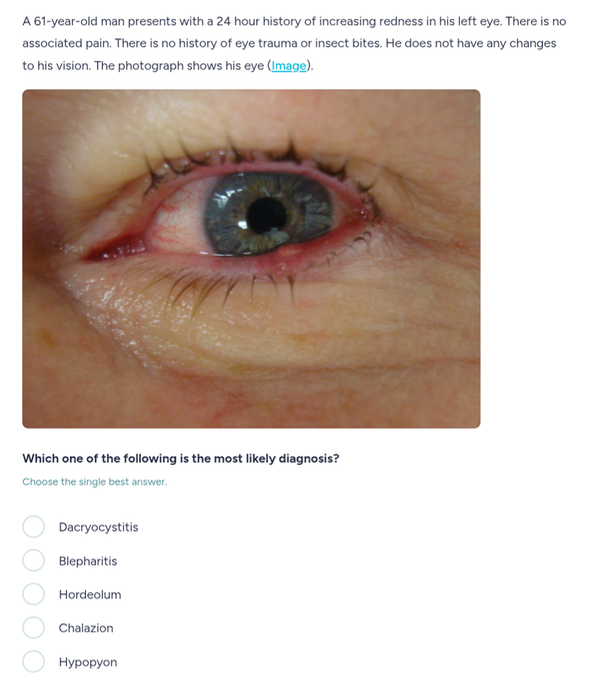 A 61-year-old man presents with a 24 hour history of increasing redness in his left eye. There is no
associated pain. There is no history of eye trauma or insect bites. He does not have any changes
to his vision. The photograph shows his eye (Image).
Which one of the following is the most likely diagnosis?
Choose the single best answer.
Dacryocystitis
Blepharitis
Hordeolum
Chalazion
Hypopyon